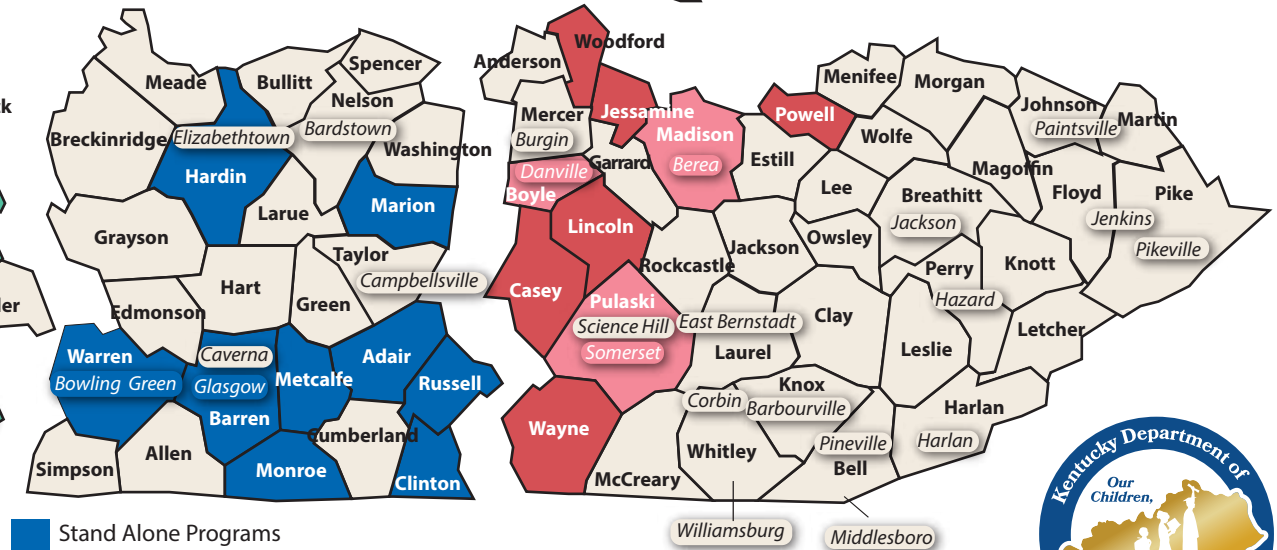 ck
ler
Meade
Bullitt
Spencer
Nelson
Breckinridge
Elizabethtown
Bardstown
Washington
Hardin
Marion
Larue
Grayson
Taylor
Campbellsville
Hart
Green
Edmonson
Warren
Bowling Green
Caverna
Glasgow
Barren
Metcalfe
Adair
Russell
Cumberland
Simpson
Allen
Monroe
Clinton
Stand Alone Programs
Anderson
Woodford
Mercer
Burgin
Jessamine
Madison
Berea
Garrard
Danville
Boyle
Lincoln
Casey
Estill
Powell
Menifee
Morgan
Wolfe
Johnson
Paintsville
Martin
Magoffin
Lee
Breathitt
Jackson
Floyd
Pike
Jenkins
Pikeville
Rockcastle
Jackson
Owsley
Perry
Hazard
Knott
Pulaski
Science Hill
Somerset
East Bernstadt
Laurel
Clay
Leslie
Letcher
Wayne
McCreary
Corbin
Knox
Barbourville
Whitley
Pineville
Bell
Harlan
Harlan
Williamsburg
Middlesboro
Kentucky Department of
Our
Children,